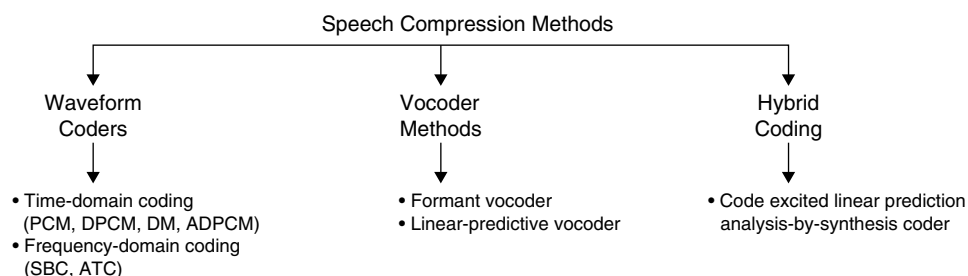 Speech Compression Methods
Waveform
Coders
Vocoder
Methods
Hybrid
Coding
• Time-domain coding
(PCM, DPCM, DM, ADPCM)
• Frequency-domain coding
(SBC, ATC)
• Formant vocoder
• Linear-predictive vocoder
• Code excited linear prediction
analysis-by-synthesis coder